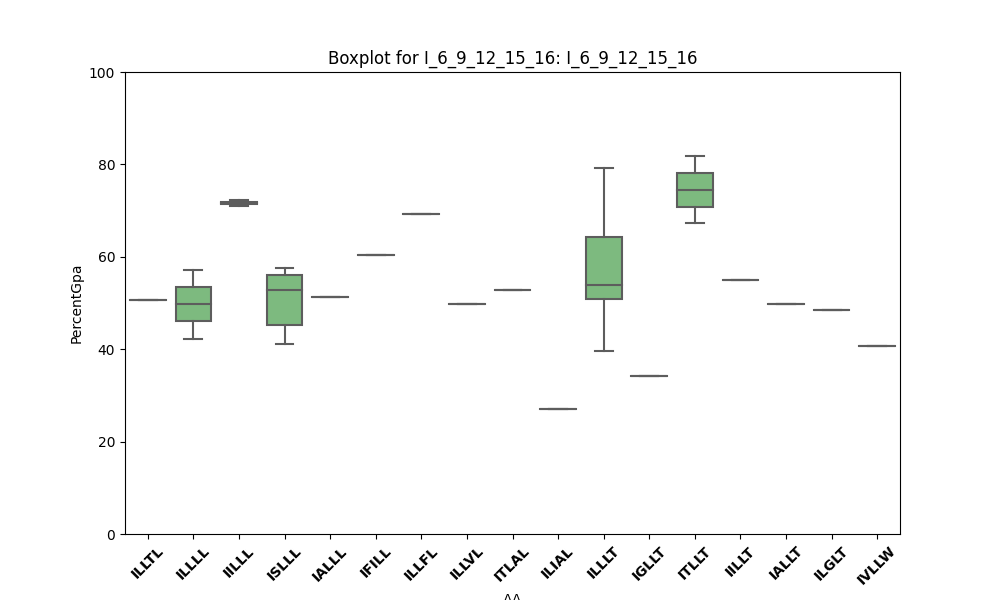 Boxplot for I_6_9_12_15_16: I_6_9_12_15_16
PercentGpa
100
80
60
40
20
0
ILLTL ILLLL IILLL ISLLL IALLL IFILL ILLFL ILLVL ITLAL ILIAL ILLLT IGLLT ITLLT IILLT IALLT ILGLT IVLLW
AA